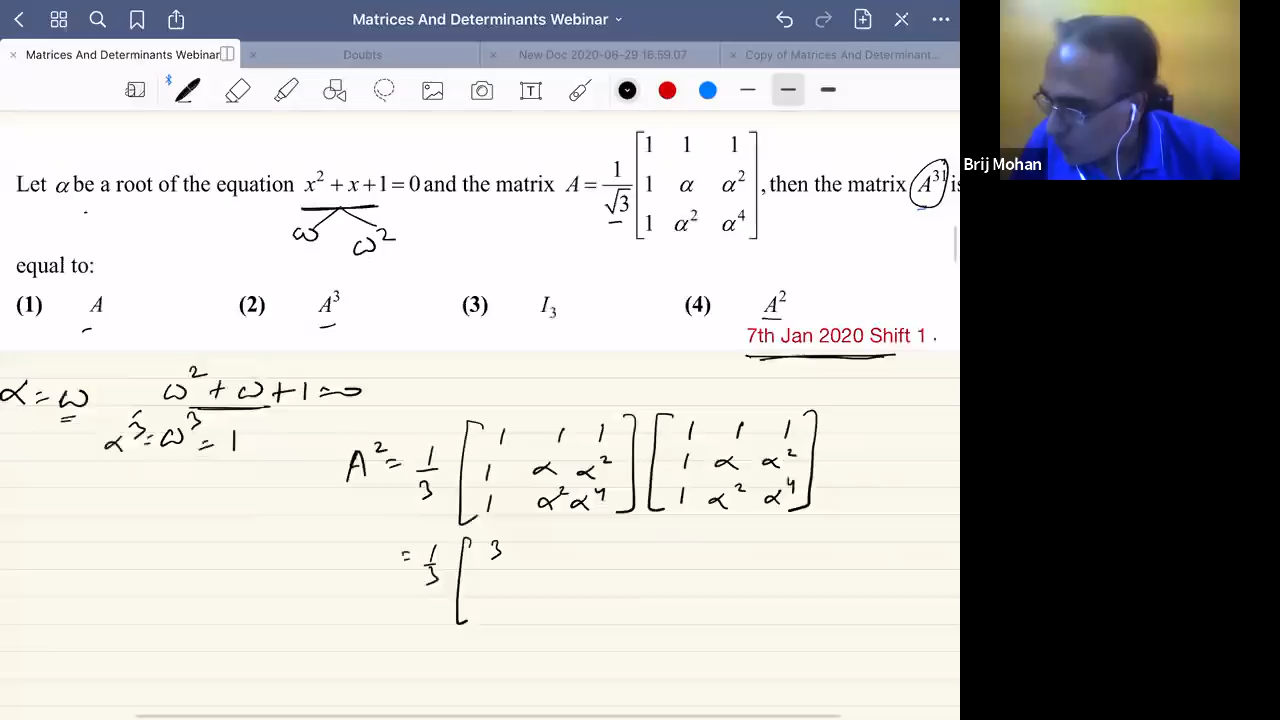 Matrices And Determinants Webinar
Matrices And Determinants Webinar
Doubts
New Doc 2020-06-29 16.59.07
Copy of Matrices And Determinant...
T
Brij Mohan
Let α be a root of the equation x² + x + 1 = 0 and the matrix A = 1/√3 [1 1 1; 1 α α²; 1 α² α⁴], then the matrix A³¹ is
ω ω²
equal to:
(1) A (2) A³ (3) I₃ (4) A²
7th Jan 2020 Shift 1
α = ω ω² + ω + 1 = 0
α³ = ω³ = 1
A² = 1/3 [1 1 1; 1 α α²; 1 α² α⁴] [1 1 1; 1 α α²; 1 α² α⁴]
= 1/3 [ 3